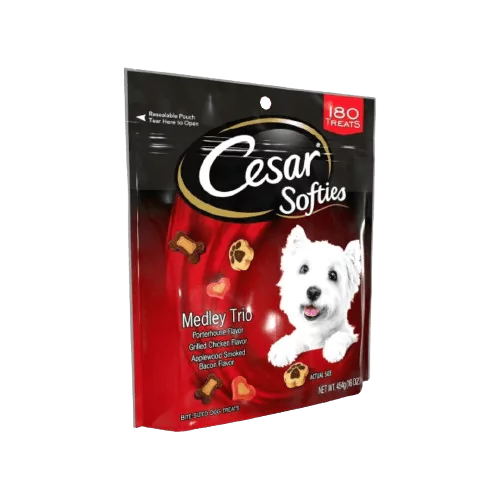 Resealable Pouch
Tear Here to Open
180
TREATS
Cesar
Softies
Medley Trio
Porterhouse Flavor
Grilled Chicken Flavor
Applewood Smoked
Bacon Flavor
ACTUAL SIZE
BITE-SIZED DOG TREATS
NET WT. 454g (16 OZ.)